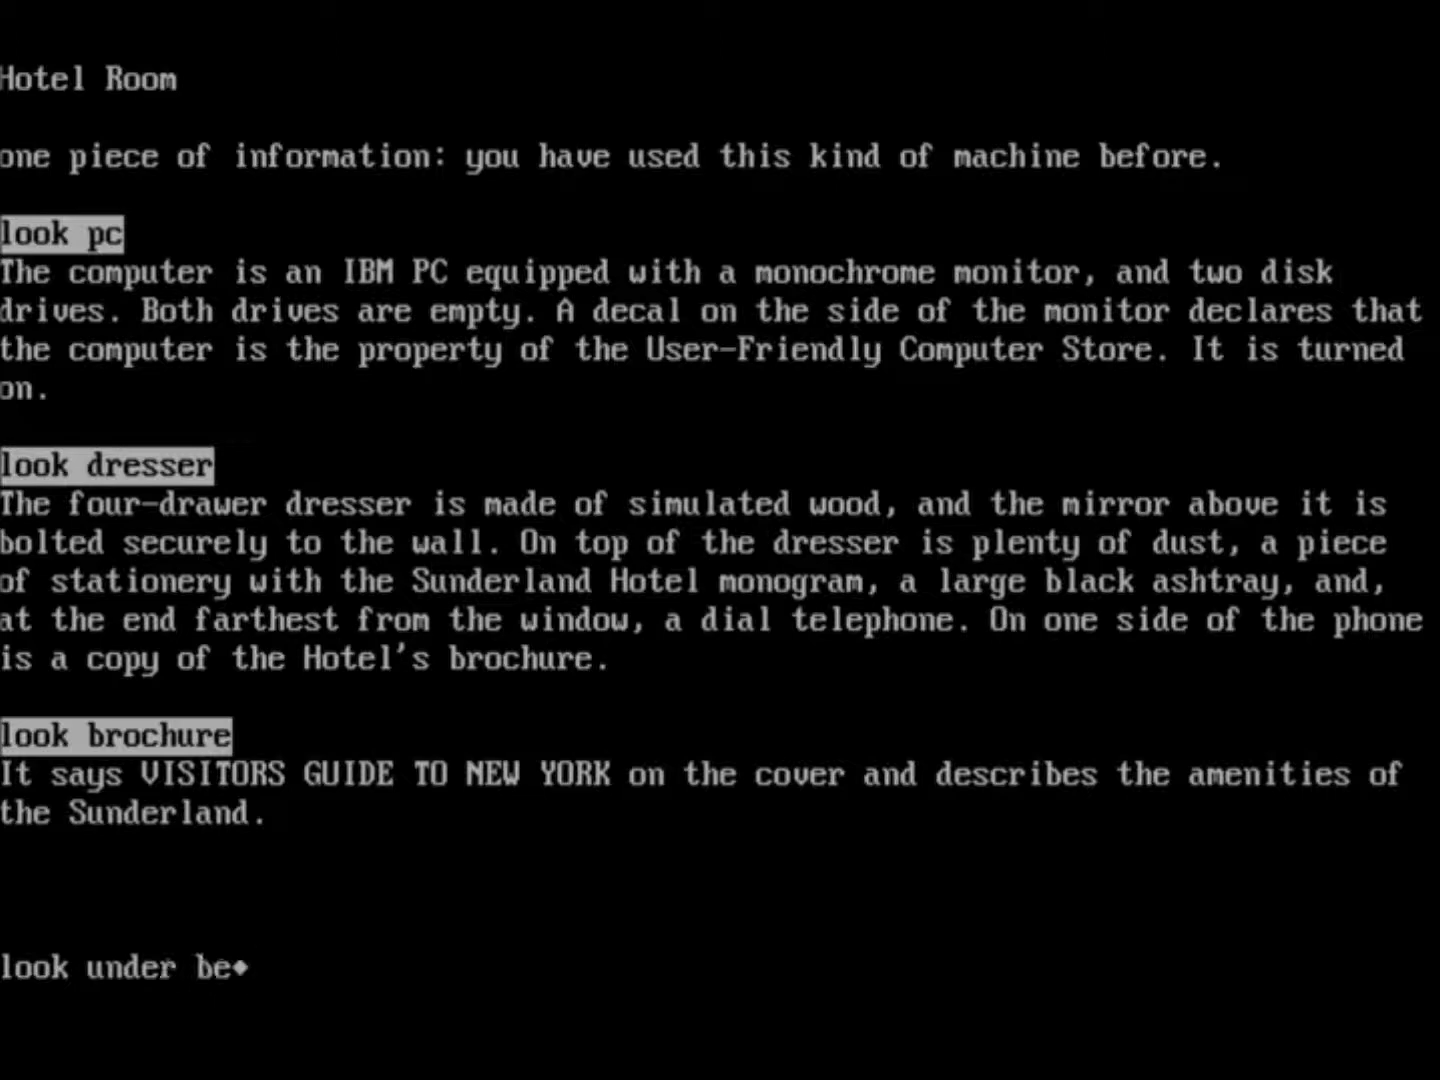 Hotel Room
one piece of information: you have used this kind of machine before.
look pc
The computer is an IBM PC equipped with a monochrome monitor, and two disk
drives. Both drives are empty. A decal on the side of the monitor declares that
the computer is the property of the User-Friendly Computer Store. It is turned
on.
look dresser
The four-drawer dresser is made of simulated wood, and the mirror above it is
bolted securely to the wall. On top of the dresser is plenty of dust, a piece
of stationery with the Sunderland Hotel monogram, a large black ashtray, and,
at the end farthest from the window, a dial telephone. On one side of the phone
is a copy of the Hotel's brochure.
look brochure
It says VISITORS GUIDE TO NEW YORK on the cover and describes the amenities of
the Sunderland.
look under be♦